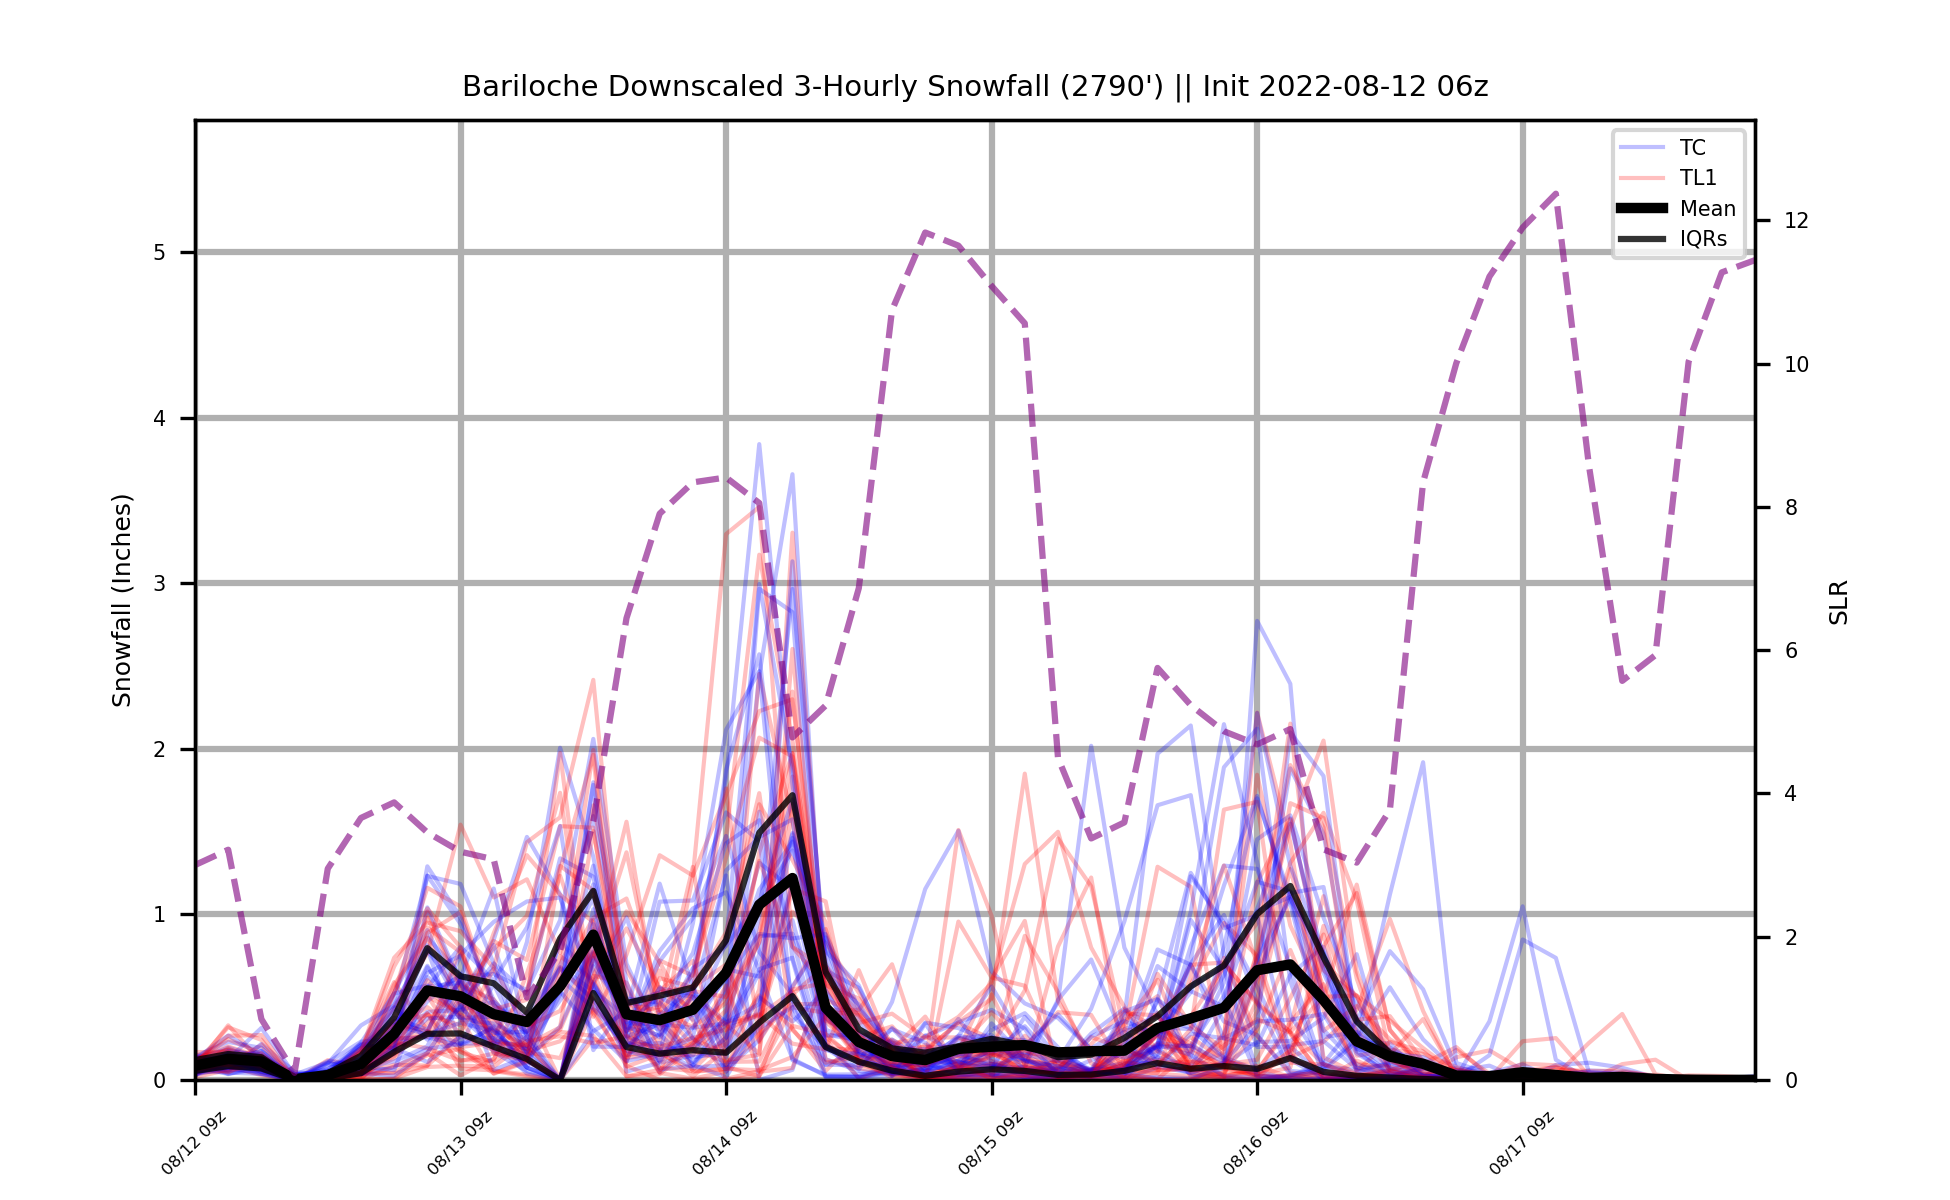 Bariloche Downscaled 3-Hourly Snowfall (2790') || Init 2022-08-12 06z
TC
TL1
Mean
IQRs
Snowfall (Inches)
5
4
3
2
1
0
12
10
8
6
4
2
0
SLR
08/12 09z
08/13 09z
08/14 09z
08/15 09z
08/16 09z
08/17 09z